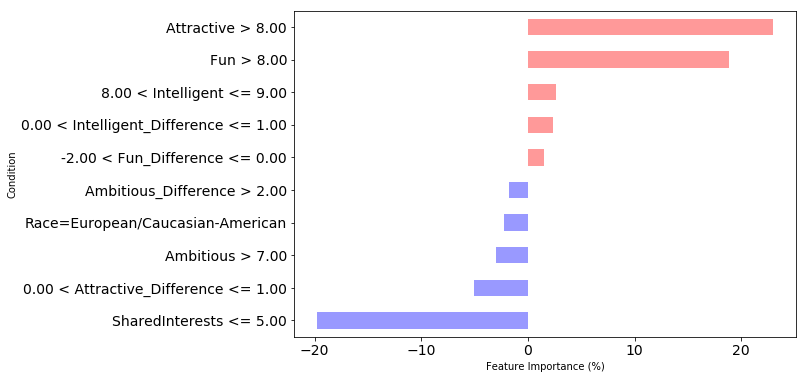 Attractive > 8.00
Fun > 8.00
8.00 < Intelligent <= 9.00
0.00 < Intelligent_Difference <= 1.00
-2.00 < Fun_Difference <= 0.00
Ambitious_Difference > 2.00
Race=European/Caucasian-American
Ambitious > 7.00
0.00 < Attractive_Difference <= 1.00
SharedInterests <= 5.00
Condition
−20 −10 0 10 20
Feature Importance (%)